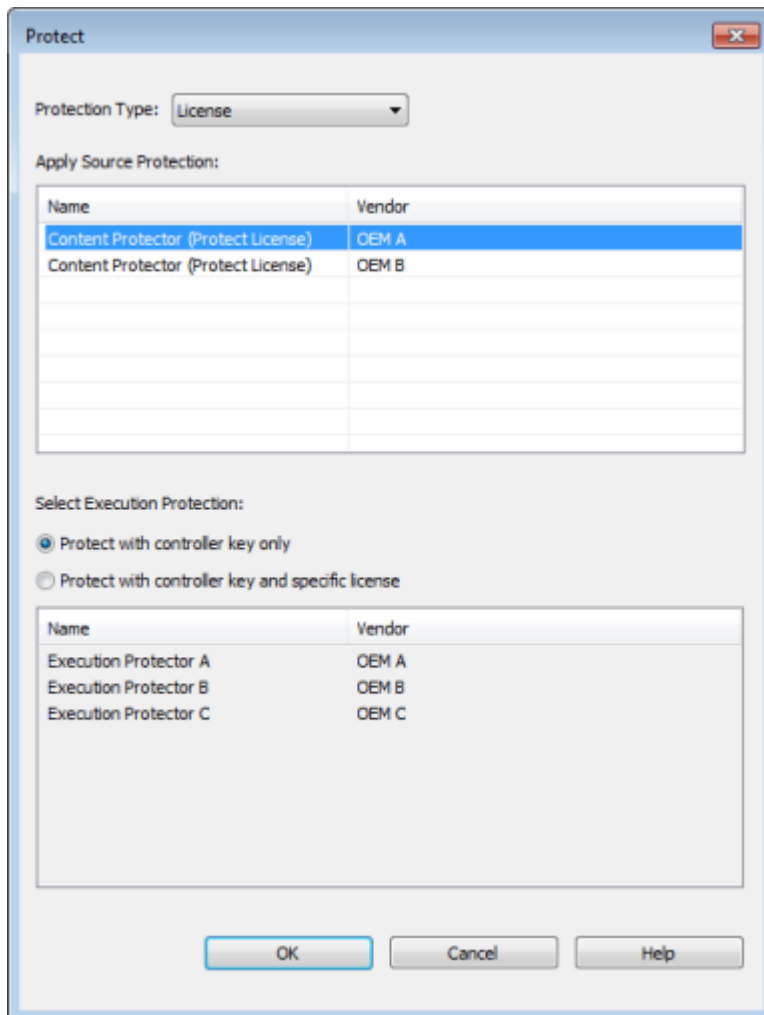 Protect
Protection Type: License
Apply Source Protection:
Name Vendor
Content Protector (Protect License) OEM A
Content Protector (Protect License) OEM B
Select Execution Protection:
Protect with controller key only
Protect with controller key and specific license
Name Vendor
Execution Protector A OEM A
Execution Protector B OEM B
Execution Protector C OEM C
OK Cancel Help